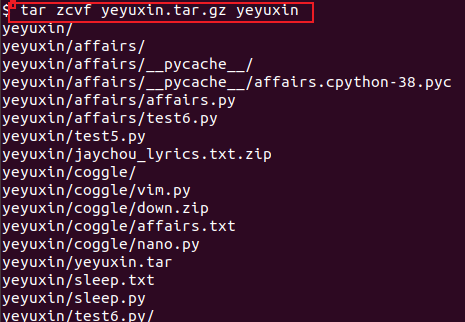 $ tar zcvf yeyuxin.tar.gz yeyuxin
yeyuxin/
yeyuxin/affairs/
yeyuxin/affairs/__pycache__/
yeyuxin/affairs/__pycache__/affairs.cpython-38.pyc
yeyuxin/affairs/affairs.py
yeyuxin/affairs/test6.py
yeyuxin/test5.py
yeyuxin/jaychou_lyrics.txt.zip
yeyuxin/coggle/
yeyuxin/coggle/vim.py
yeyuxin/coggle/down.zip
yeyuxin/coggle/affairs.txt
yeyuxin/coggle/nano.py
yeyuxin/yeyuxin.tar
yeyuxin/sleep.txt
yeyuxin/sleep.py
yeyuxin/test6.py/